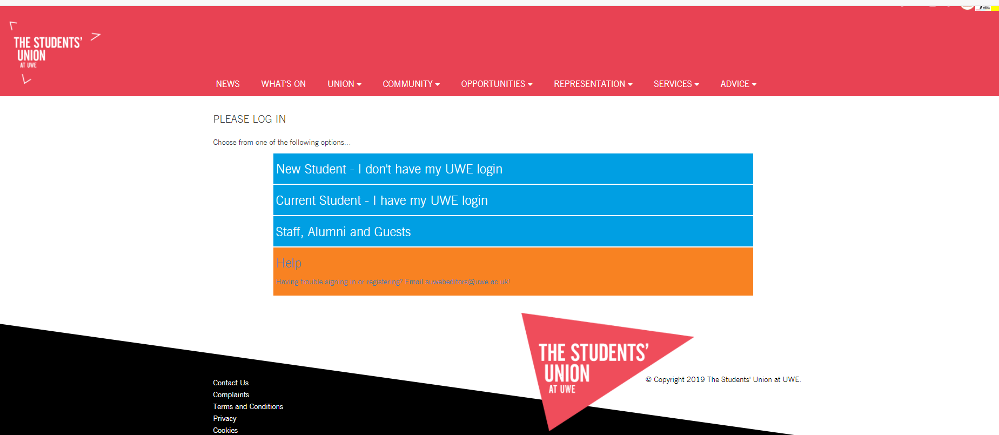 THE STUDENTS'
UNION
AT UWE
NEWS
WHAT'S ON
UNION
COMMUNITY
OPPORTUNITIES
REPRESENTATION
SERVICES
ADVICE
PLEASE LOG IN
Choose from one of the following options...
New Student - I don't have my UWE login
Current Student - I have my UWE login
Staff, Alumni and Guests
Help
Having trouble signing in or registering? Email suwebeditors@uwe.ac.uk!
THE STUDENTS'
UNION
AT UWE
© Copyright 2019 The Students' Union at UWE.
Contact Us
Complaints
Terms and Conditions
Privacy
Cookies